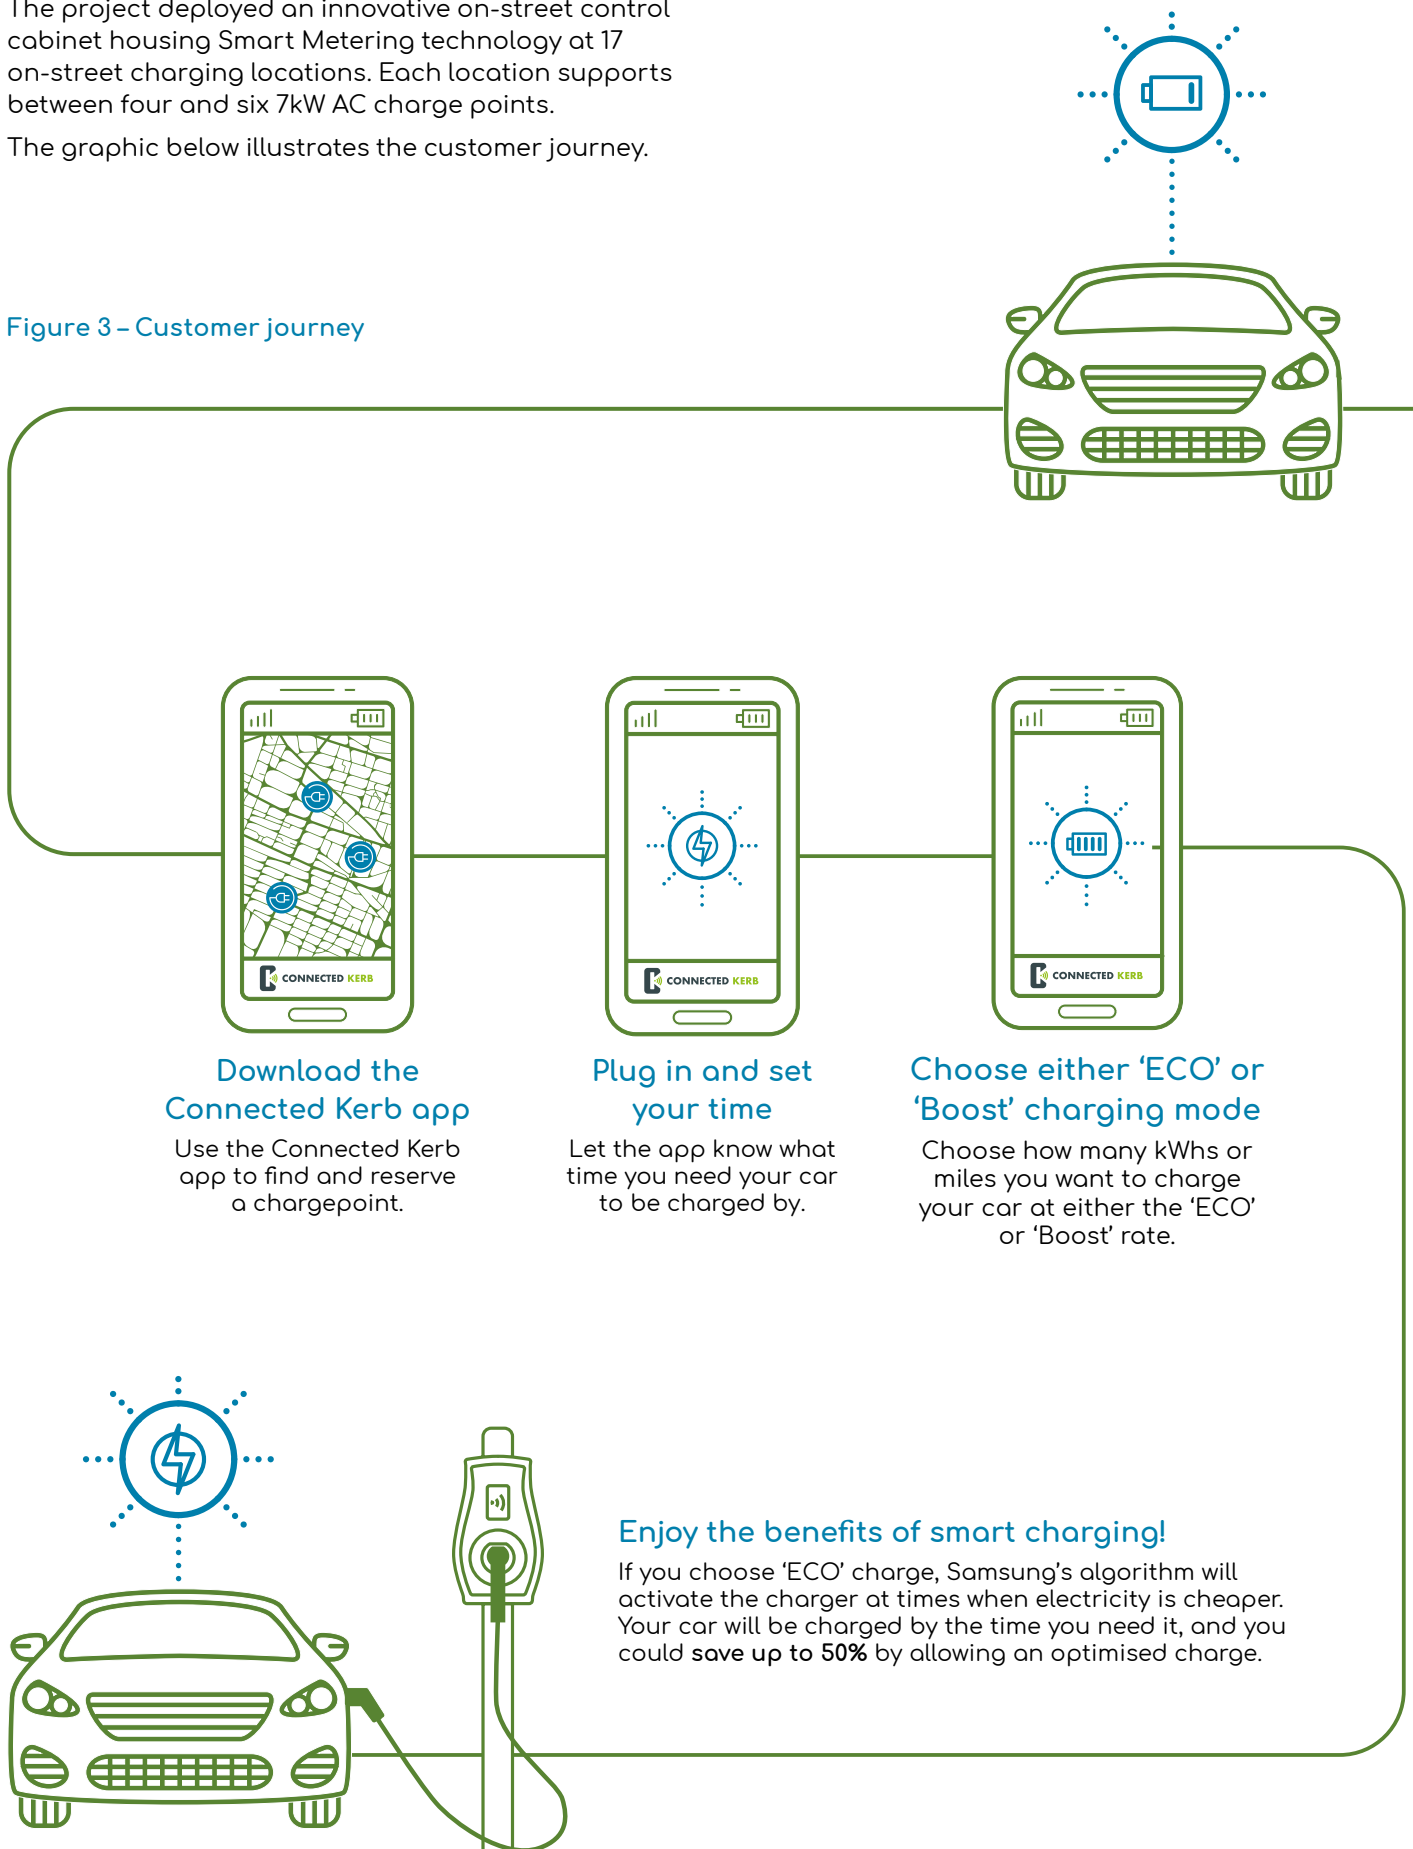 The project deployed an innovative on-street control
cabinet housing Smart Metering technology at 17
on-street charging locations. Each location supports
between four and six 7kW AC charge points.
The graphic below illustrates the customer journey.
Figure 3 – Customer journey
CONNECTED KERB
CONNECTED KERB
CONNECTED KERB
Download the
Connected Kerb app
Use the Connected Kerb
app to find and reserve
a chargepoint.
Plug in and set
your time
Let the app know what
time you need your car
to be charged by.
Choose either ‘ECO’ or
‘Boost’ charging mode
Choose how many kWhs or
miles you want to charge
your car at either the ‘ECO’
or ‘Boost’ rate.
Enjoy the benefits of smart charging!
If you choose ‘ECO’ charge, Samsung’s algorithm will
activate the charger at times when electricity is cheaper.
Your car will be charged by the time you need it, and you
could save up to 50% by allowing an optimised charge.